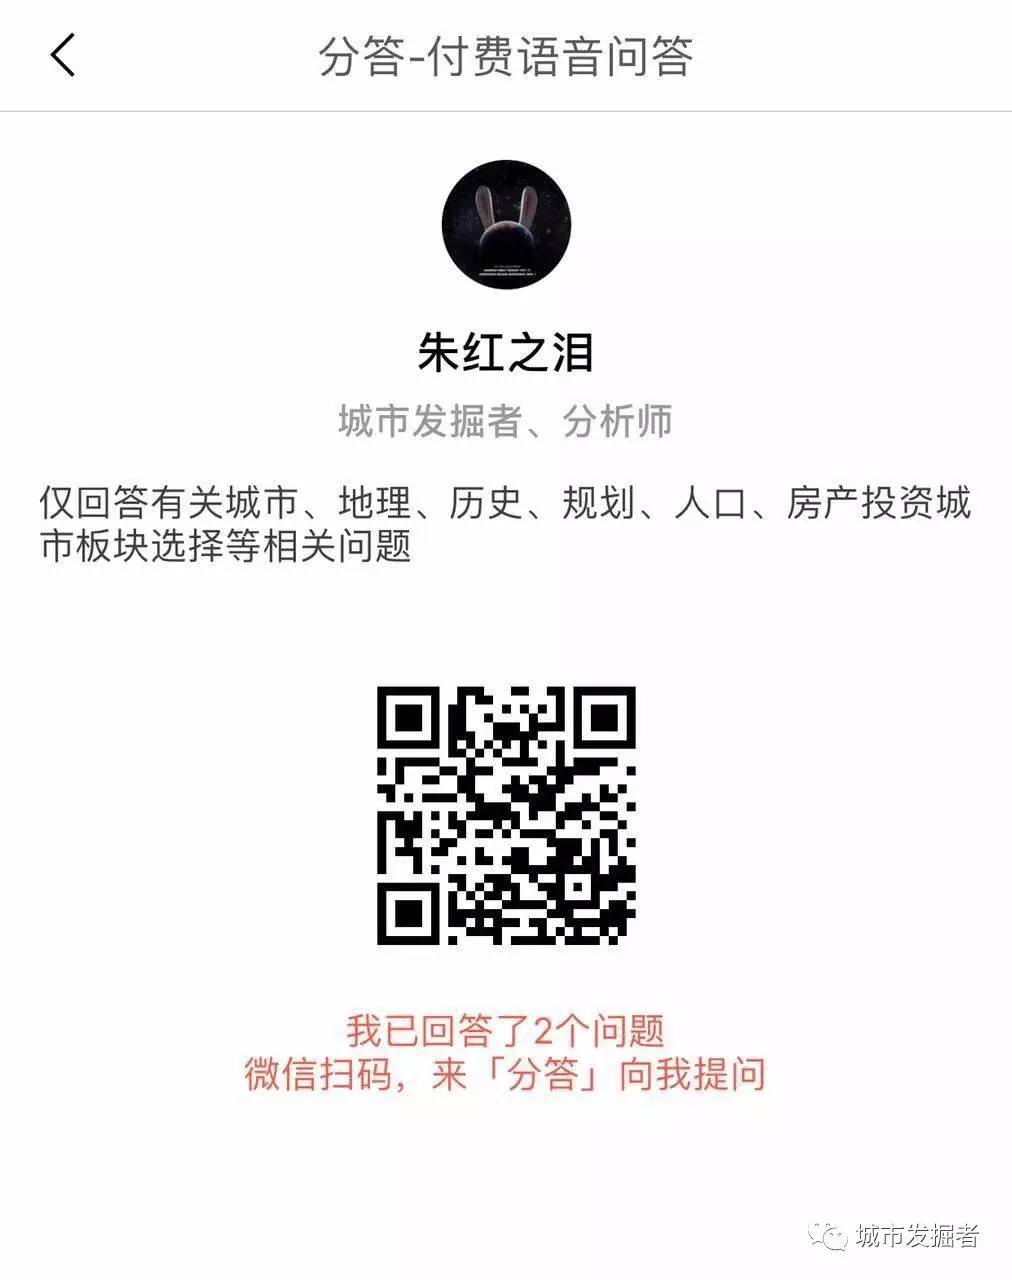 分答-付费语音问答
朱红之泪
城市发掘者、分析师
仅回答有关城市、地理、历史、规划、人口、房产投资城
市板块选择等相关问题
我已回答了2个问题
微信扫码，来「分答」向我提问
城市发掘者